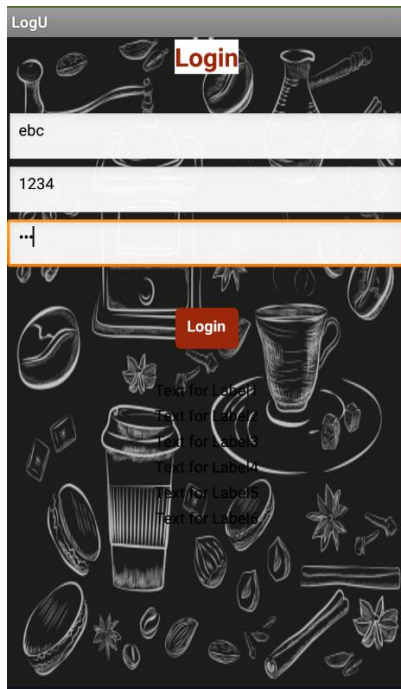 LogU
Login
ebc
1234
•••
Login
Text for Label1
Text for Label2
Text for Label3
Text for Label4
Text for Label5
Text for Label6